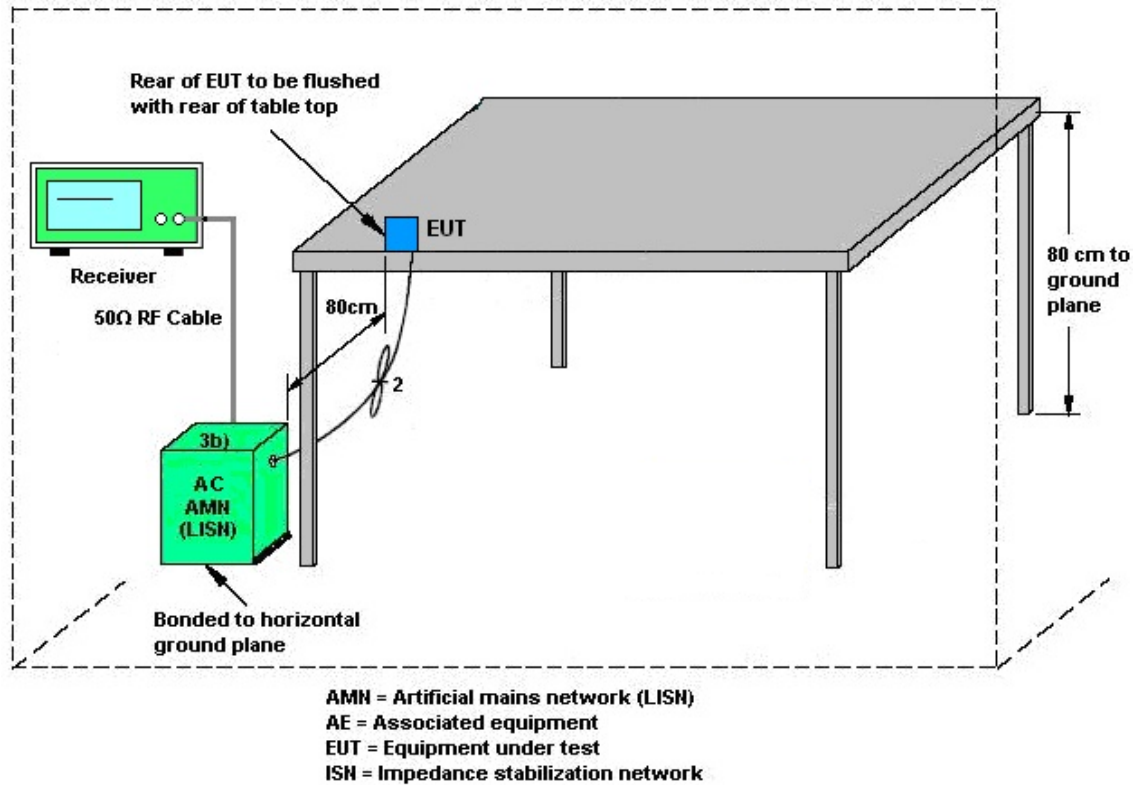 Rear of EUT to be flushed
with rear of table top
EUT
Receiver
50Ω RF Cable
80cm
2
80 cm to
ground
plane
3b)
AC
AMN
(LISN)
Bonded to horizontal
ground plane
AMN = Artificial mains network (LISN)
AE = Associated equipment
EUT = Equipment under test
ISN = Impedance stabilization network